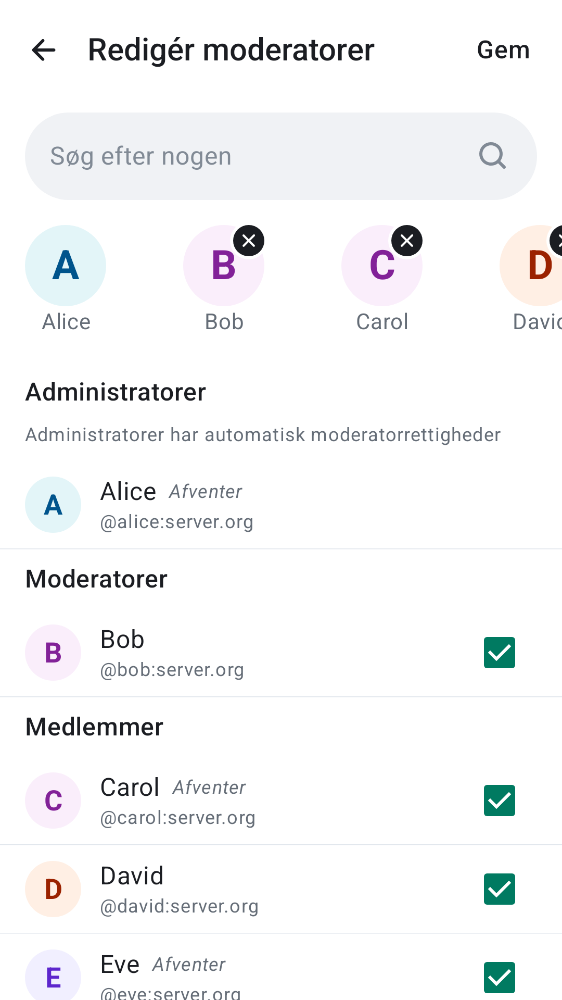 Redigér moderatorer
Gem
Søg efter nogen
A
B
C
D
Alice
Bob
Carol
Administratorer
Administratorer har automatisk moderatorrettigheder
A
Alice Afventer
@alice:server.org
Moderatorer
B
Bob
@bob:server.org
Medlemmer
C
Carol Afventer
@carol:server.org
D
David
@david:server.org
E
Eve Afventer
@eve:server.org